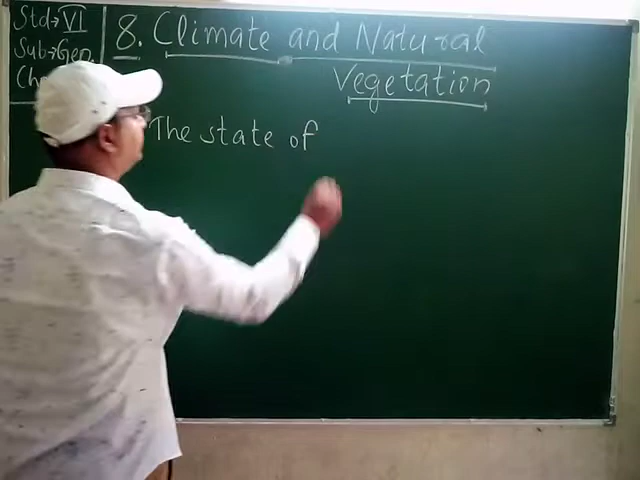 Std→VI
Sub→Geo.
8. Climate and Natural
Vegetation
The state of